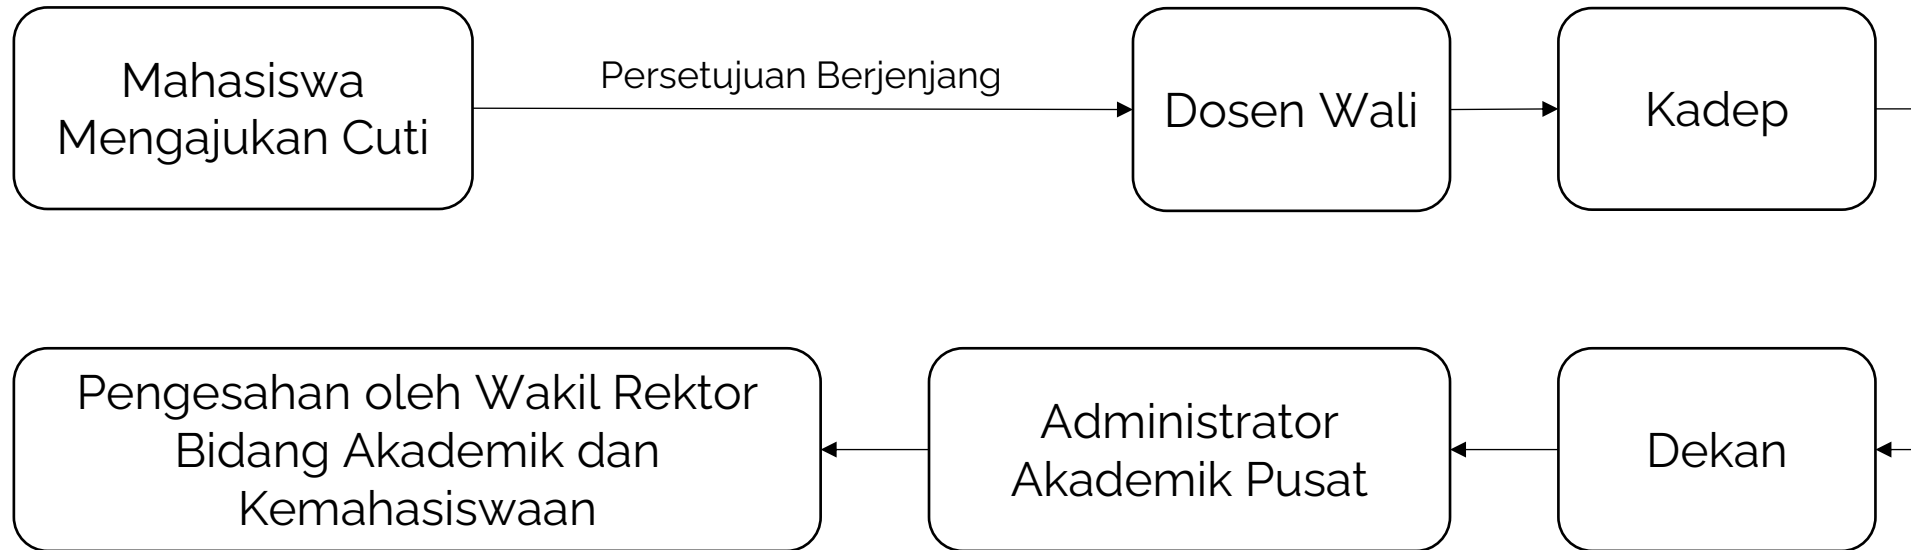 Mahasiswa
Mengajukan Cuti
Persetujuan Berjenjang
Dosen Wali
Kadep
Dekan
Administrator
Akademik Pusat
Pengesahan oleh Wakil Rektor
Bidang Akademik dan
Kemahasiswaan